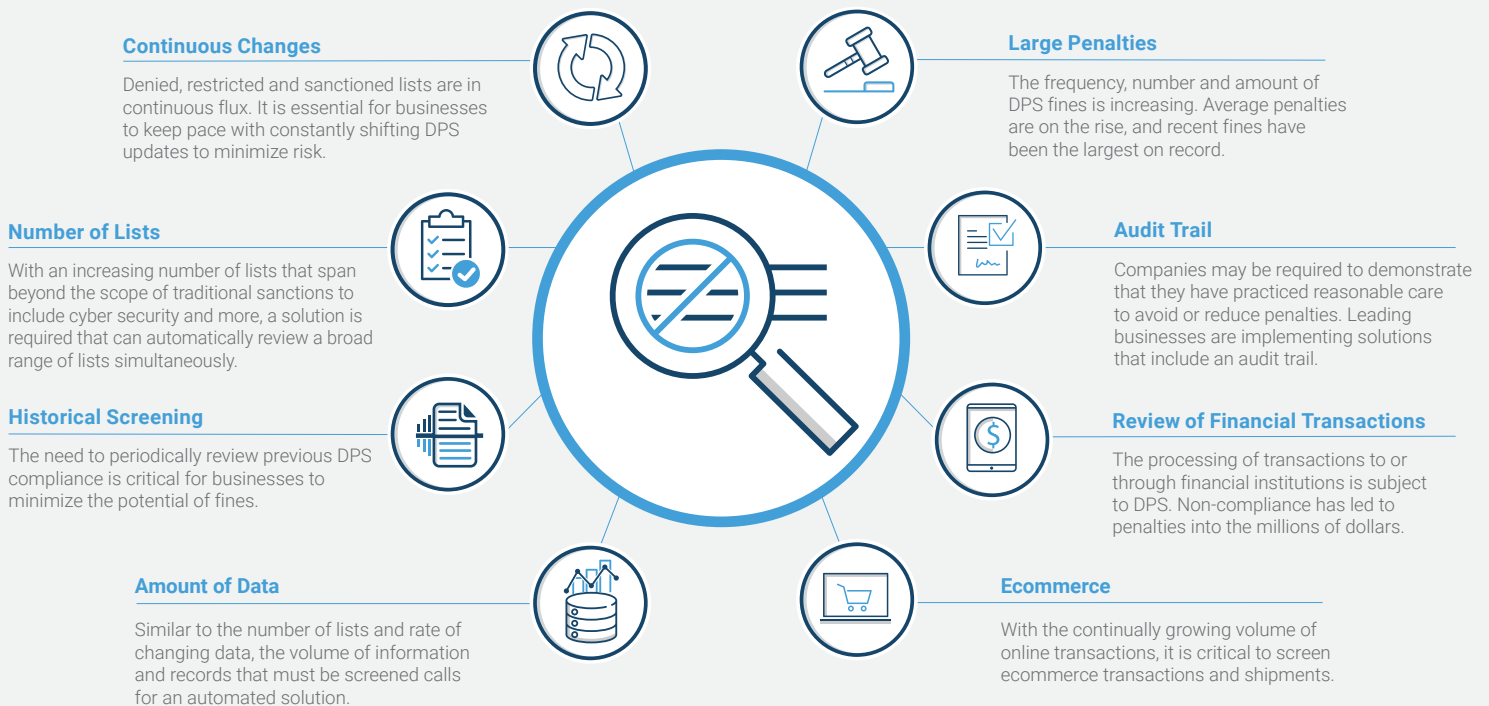 Continuous Changes
Denied, restricted and sanctioned lists are in
continuous flux. It is essential for businesses
to keep pace with constantly shifting DPS
updates to minimize risk.
Number of Lists
With an increasing number of lists that span
beyond the scope of traditional sanctions to
include cyber security and more, a solution is
required that can automatically review a broad
range of lists simultaneously.
Historical Screening
The need to periodically review previous DPS
compliance is critical for businesses to
minimize the potential of fines.
Amount of Data
Similar to the number of lists and rate of
changing data, the volume of information
and records that must be screened calls
for an automated solution.
Large Penalties
The frequency, number and amount of
DPS fines is increasing. Average penalties
are on the rise, and recent fines have
been the largest on record.
Audit Trail
Companies may be required to demonstrate
that they have practiced reasonable care
to avoid or reduce penalties. Leading
businesses are implementing solutions
that include an audit trail.
Review of Financial Transactions
The processing of transactions to or
through financial institutions is subject
to DPS. Non-compliance has led to
penalties into the millions of dollars.
Ecommerce
With the continually growing volume of
online transactions, it is critical to screen
ecommerce transactions and shipments.
$